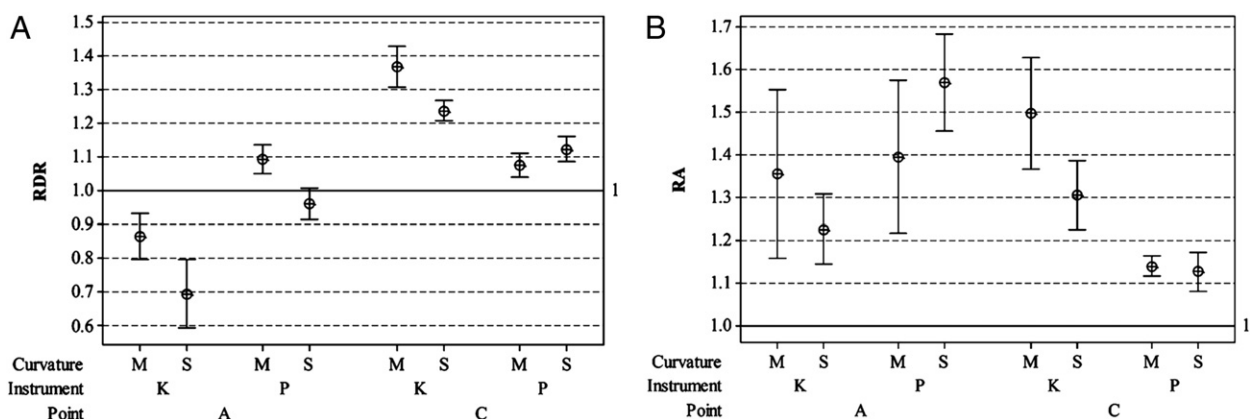 A
1.5
1.4
1.3
1.2
1.1
1.0
0.9
0.8
0.7
0.6
RDR
1
Curvature M S M S M S M S
Instrument K P K P
Point A C
B
1.7
1.6
1.5
1.4
1.3
1.2
1.1
1.0
RA
1
Curvature M S M S M S M S
Instrument K P K P
Point A C